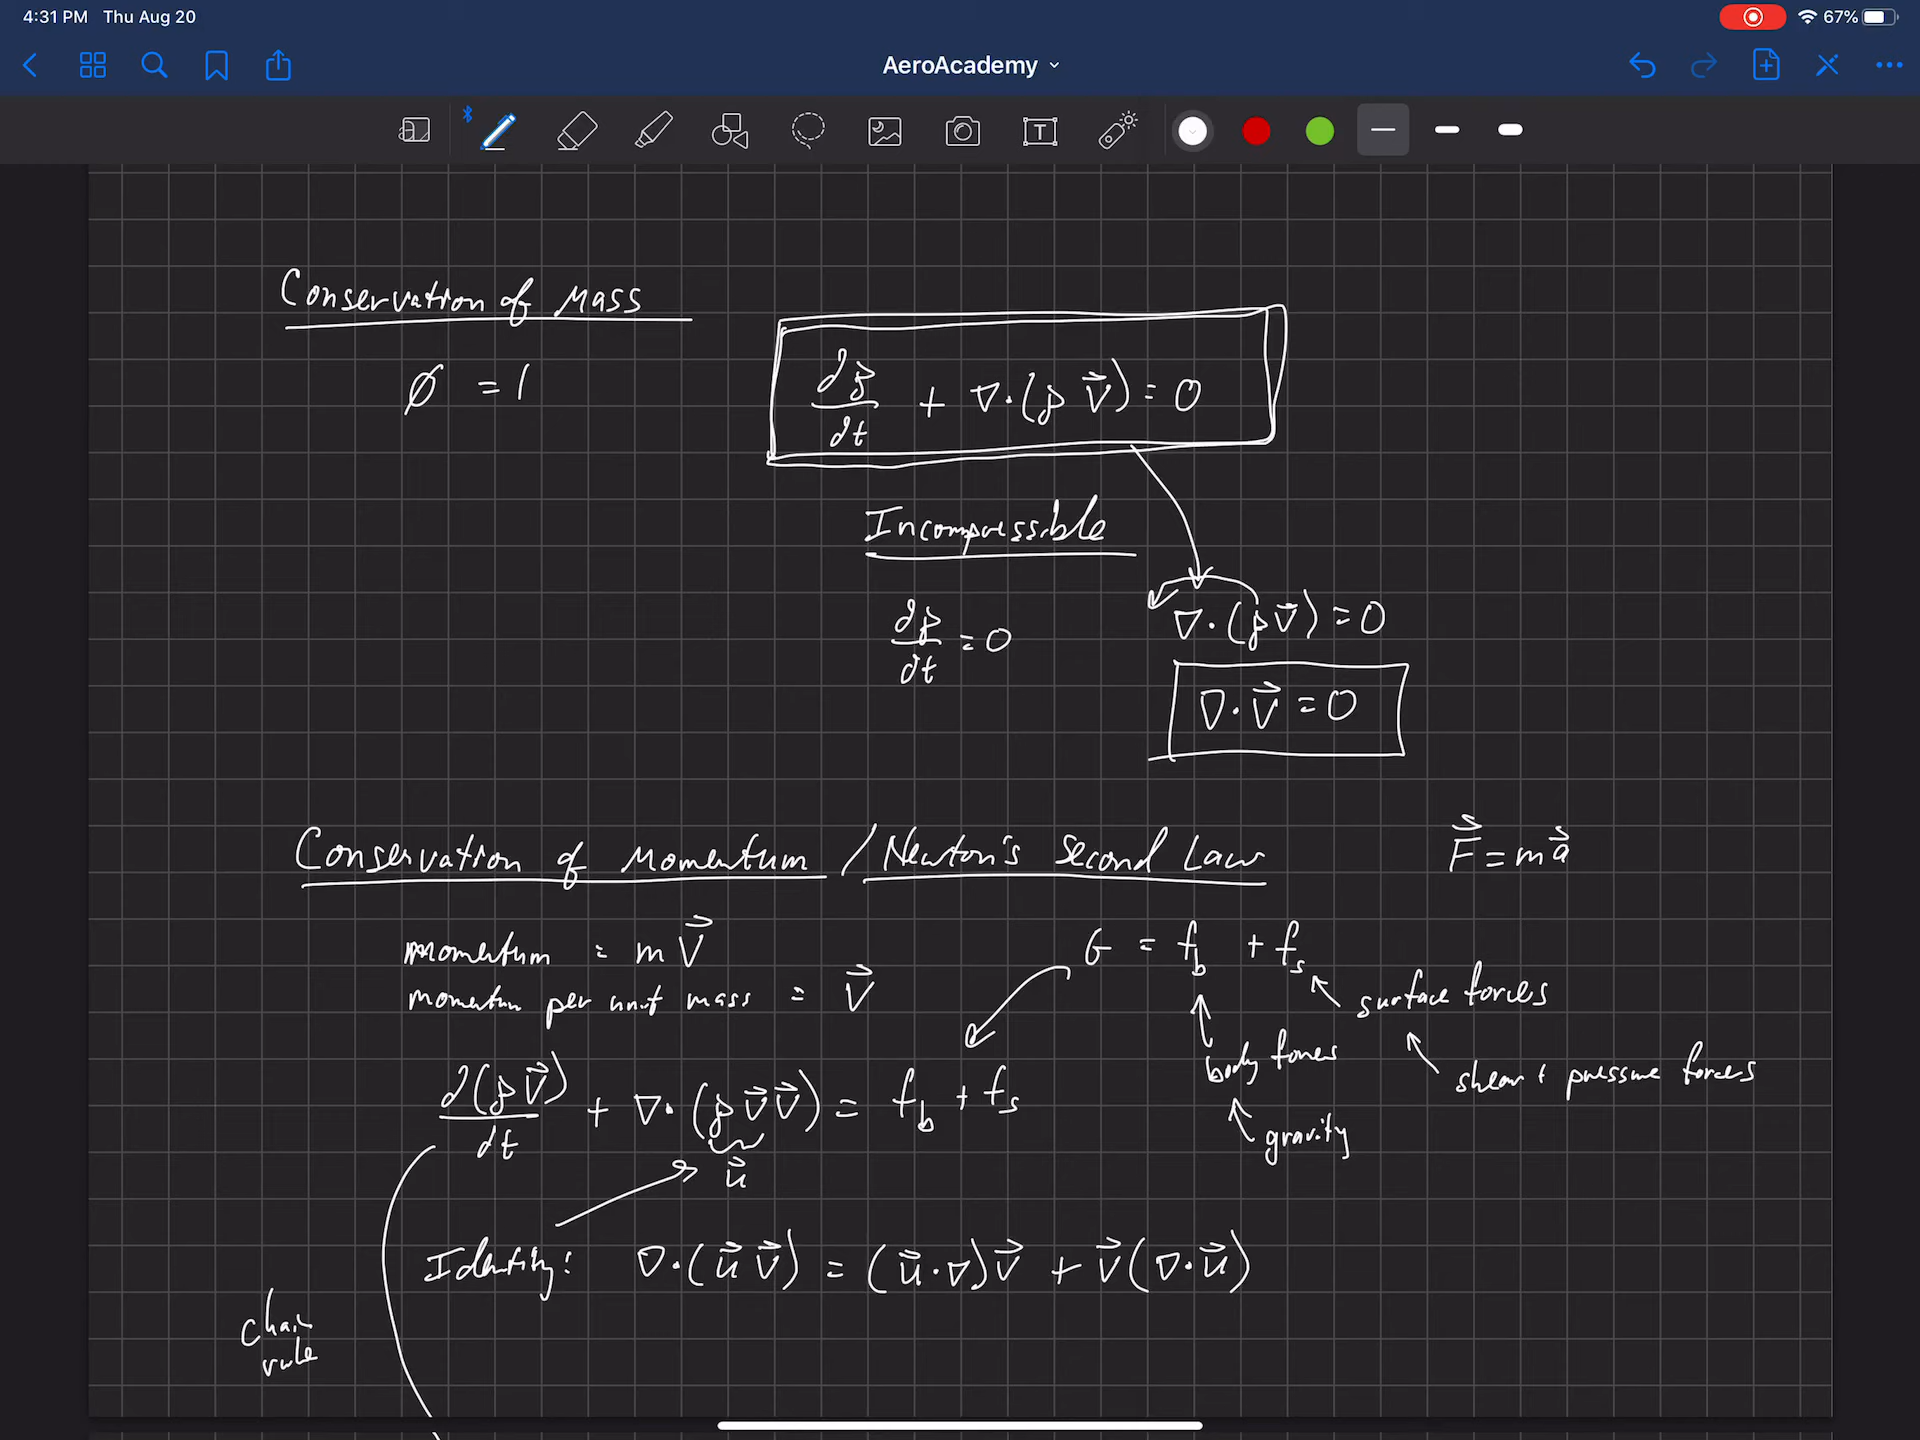 4:31 PM Thu Aug 20
67%
AeroAcademy
T
Conservation of Mass
∅ = 1
∂ρ/∂t + ∇·(ρV⃗) = 0
Incompressible
∂ρ/∂t = 0
∇·(ρV⃗) = 0
∇·V⃗ = 0
Conservation of Momentum / Newton's Second Law
F⃗ = ma⃗
momentum = mV⃗
G = f_b + f_s
momentum per unit mass = V⃗
surface forces
body forces
shear + pressure forces
gravity
∂(ρV⃗)/∂t + ∇·(ρV⃗V⃗) = f_b + f_s
u⃗
Identity: ∇·(u⃗V⃗) = (u⃗·∇)V⃗ + V⃗(∇·u⃗)
chain
rule